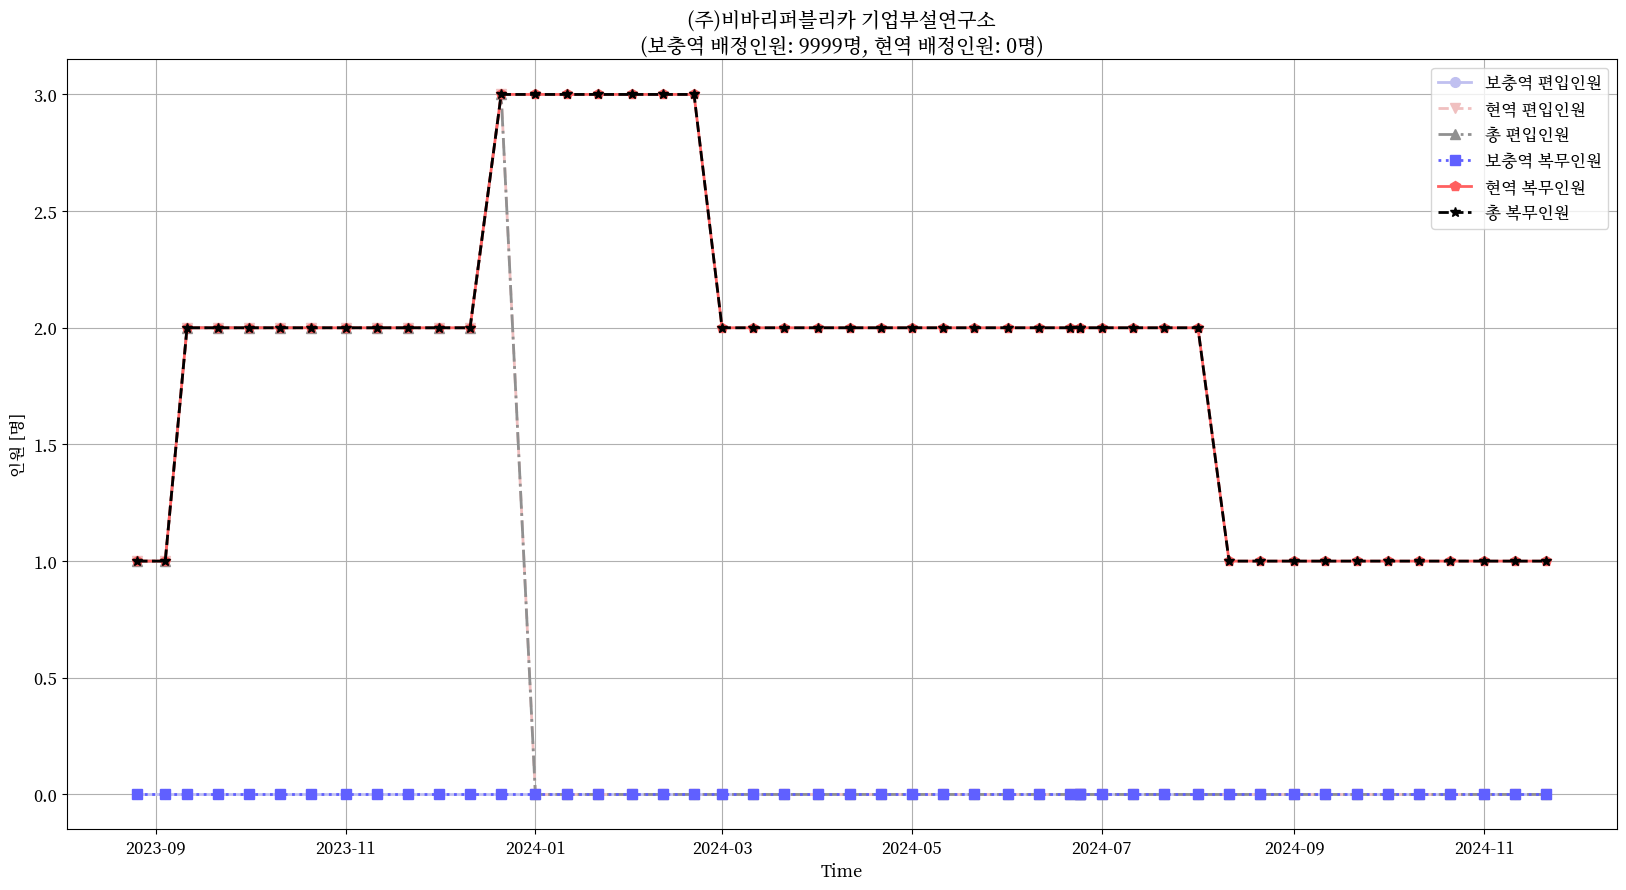 (주)비바리퍼블리카 기업부설연구소
(보충역 배정인원: 9999명, 현역 배정인원: 0명)
보충역 편입인원
현역 편입인원
총 편입인원
보충역 복무인원
현역 복무인원
총 복무인원
3.0
2.5
2.0
1.5
1.0
0.5
0.0
인원 [명]
2023-09
2023-11
2024-01
2024-03
2024-05
2024-07
2024-09
2024-11
Time